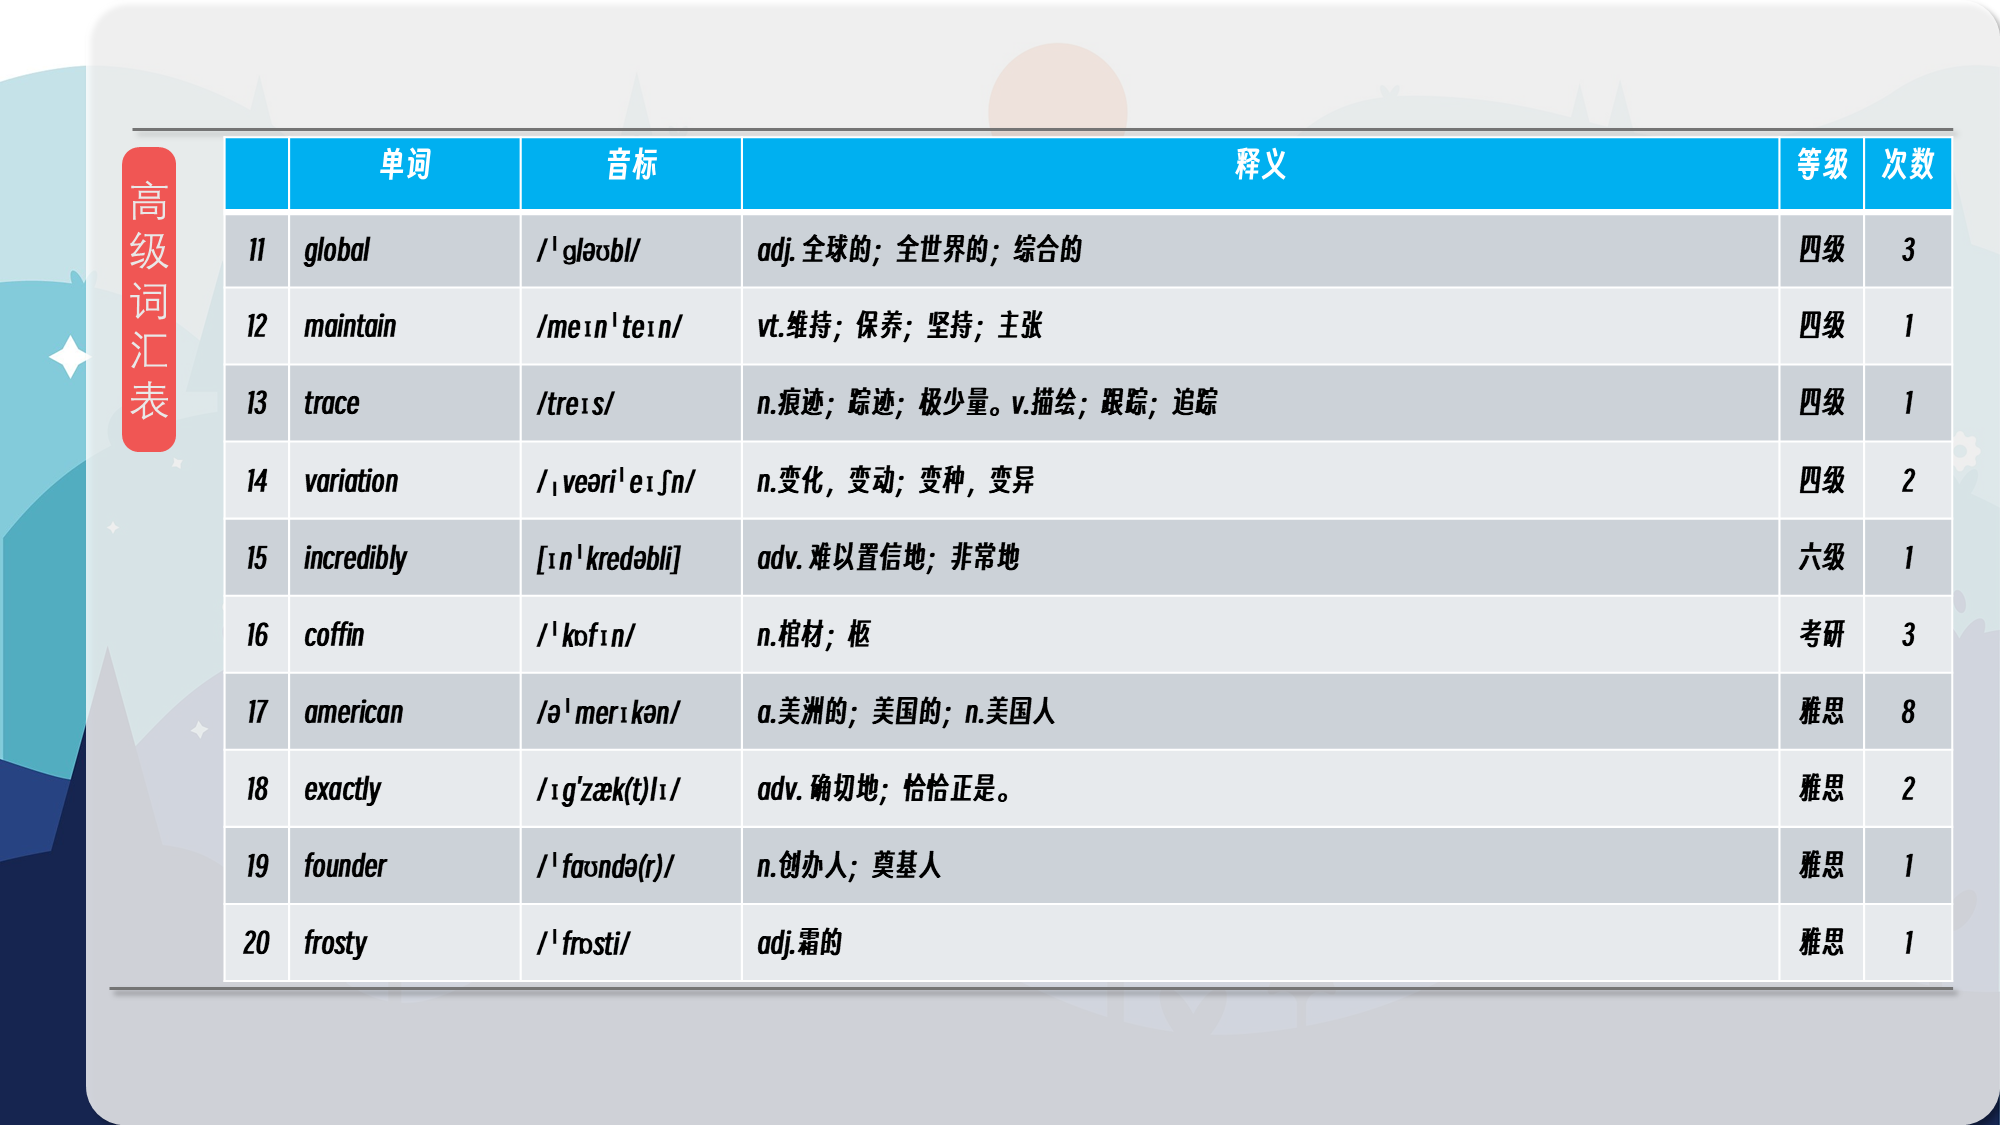 高级词汇表
单词 音标 释义 等级 次数
11 global /ˈɡləʊbl/ adj. 全球的；全世界的；综合的 四级 3
12 maintain /meɪnˈteɪn/ vt.维持；保养；坚持；主张 四级 1
13 trace /treɪs/ n.痕迹；踪迹；极少量。v.描绘；跟踪；追踪 四级 1
14 variation /ˌveəriˈeɪʃn/ n.变化，变动；变种，变异 四级 2
15 incredibly [ɪnˈkredəbli] adv. 难以置信地；非常地 六级 1
16 coffin /ˈkɒfɪn/ n.棺材；柩 考研 3
17 american /əˈmerɪkən/ a.美洲的；美国的；n.美国人 雅思 8
18 exactly /ɪg'zæk(t)lɪ/ adv. 确切地；恰恰正是。 雅思 2
19 founder /ˈfaʊndə(r)/ n.创办人；奠基人 雅思 1
20 frosty /ˈfrɒsti/ adj.霜的 雅思 1